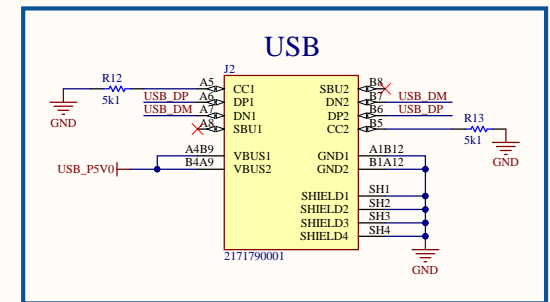 USB
J2
R12
5k1
GND
A5 CC1 SBU2 B8
USB_DP A6 DP1 DN2 B7 USB_DM
USB_DM A7 DN1 DP2 B6 USB_DP
A8 SBU1 CC2 B5
R13
5k1
GND
A4B9 VBUS1 GND1 A1B12
USB_P5V0 B4A9 VBUS2 GND2 B1A12
SHIELD1 SH1
SHIELD2 SH2
SHIELD3 SH3
SHIELD4 SH4
2171790001
GND